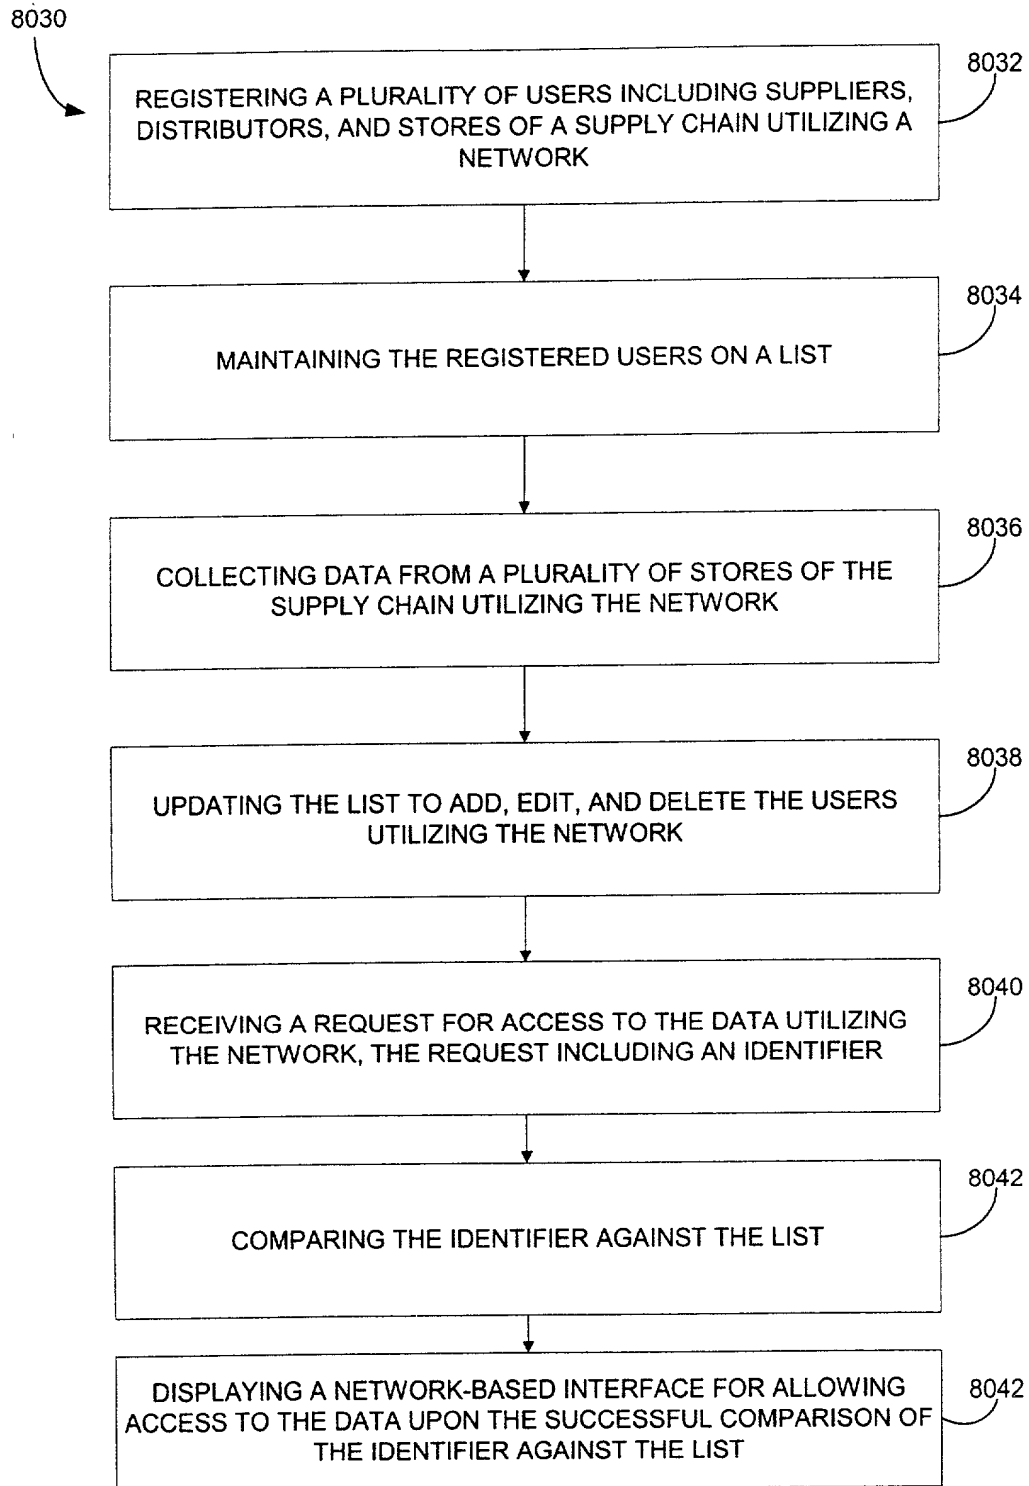 8030
8032
REGISTERING A PLURALITY OF USERS INCLUDING SUPPLIERS,
DISTRIBUTORS, AND STORES OF A SUPPLY CHAIN UTILIZING A
NETWORK
8034
MAINTAINING THE REGISTERED USERS ON A LIST
8036
COLLECTING DATA FROM A PLURALITY OF STORES OF THE
SUPPLY CHAIN UTILIZING THE NETWORK
8038
UPDATING THE LIST TO ADD, EDIT, AND DELETE THE USERS
UTILIZING THE NETWORK
8040
RECEIVING A REQUEST FOR ACCESS TO THE DATA UTILIZING
THE NETWORK, THE REQUEST INCLUDING AN IDENTIFIER
8042
COMPARING THE IDENTIFIER AGAINST THE LIST
8042
DISPLAYING A NETWORK-BASED INTERFACE FOR ALLOWING
ACCESS TO THE DATA UPON THE SUCCESSFUL COMPARISON OF
THE IDENTIFIER AGAINST THE LIST